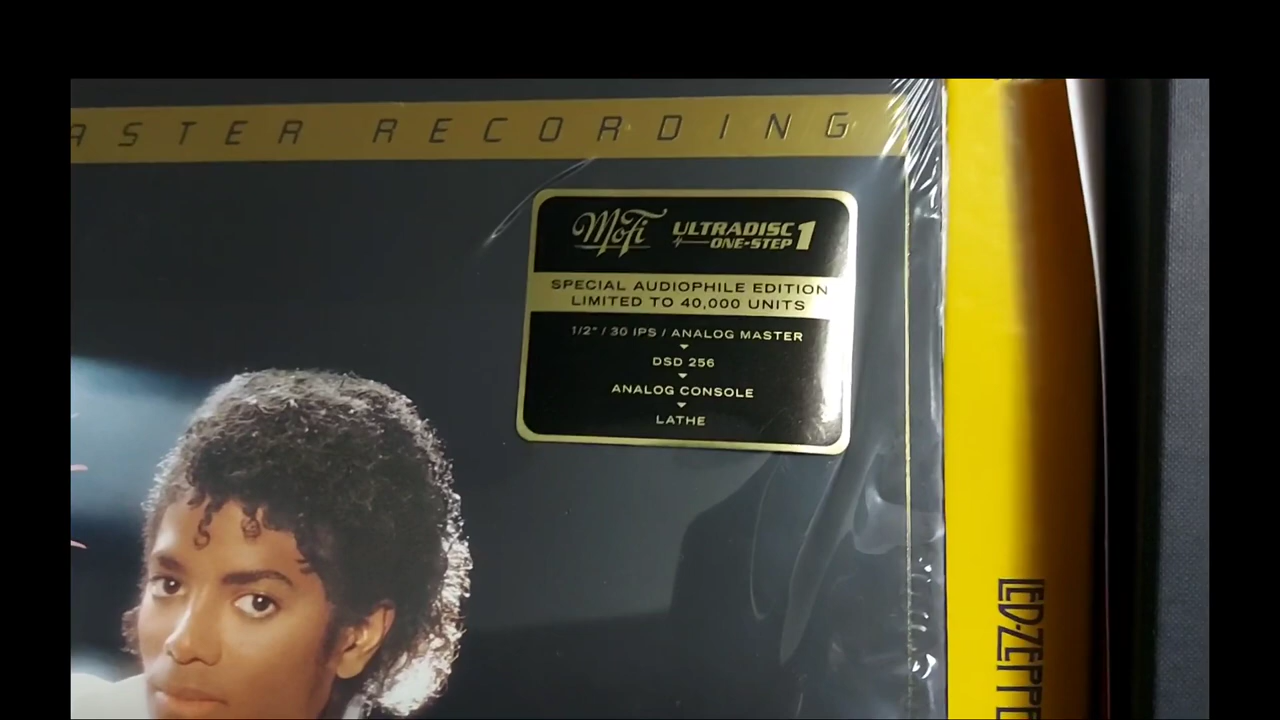 ASTER RECORDING
MoFi ULTRADISC
ONE-STEP 1
SPECIAL AUDIOPHILE EDITION
LIMITED TO 40,000 UNITS
1/2" / 30 IPS / ANALOG MASTER
DSD 256
ANALOG CONSOLE
LATHE
LED-ZEPPE